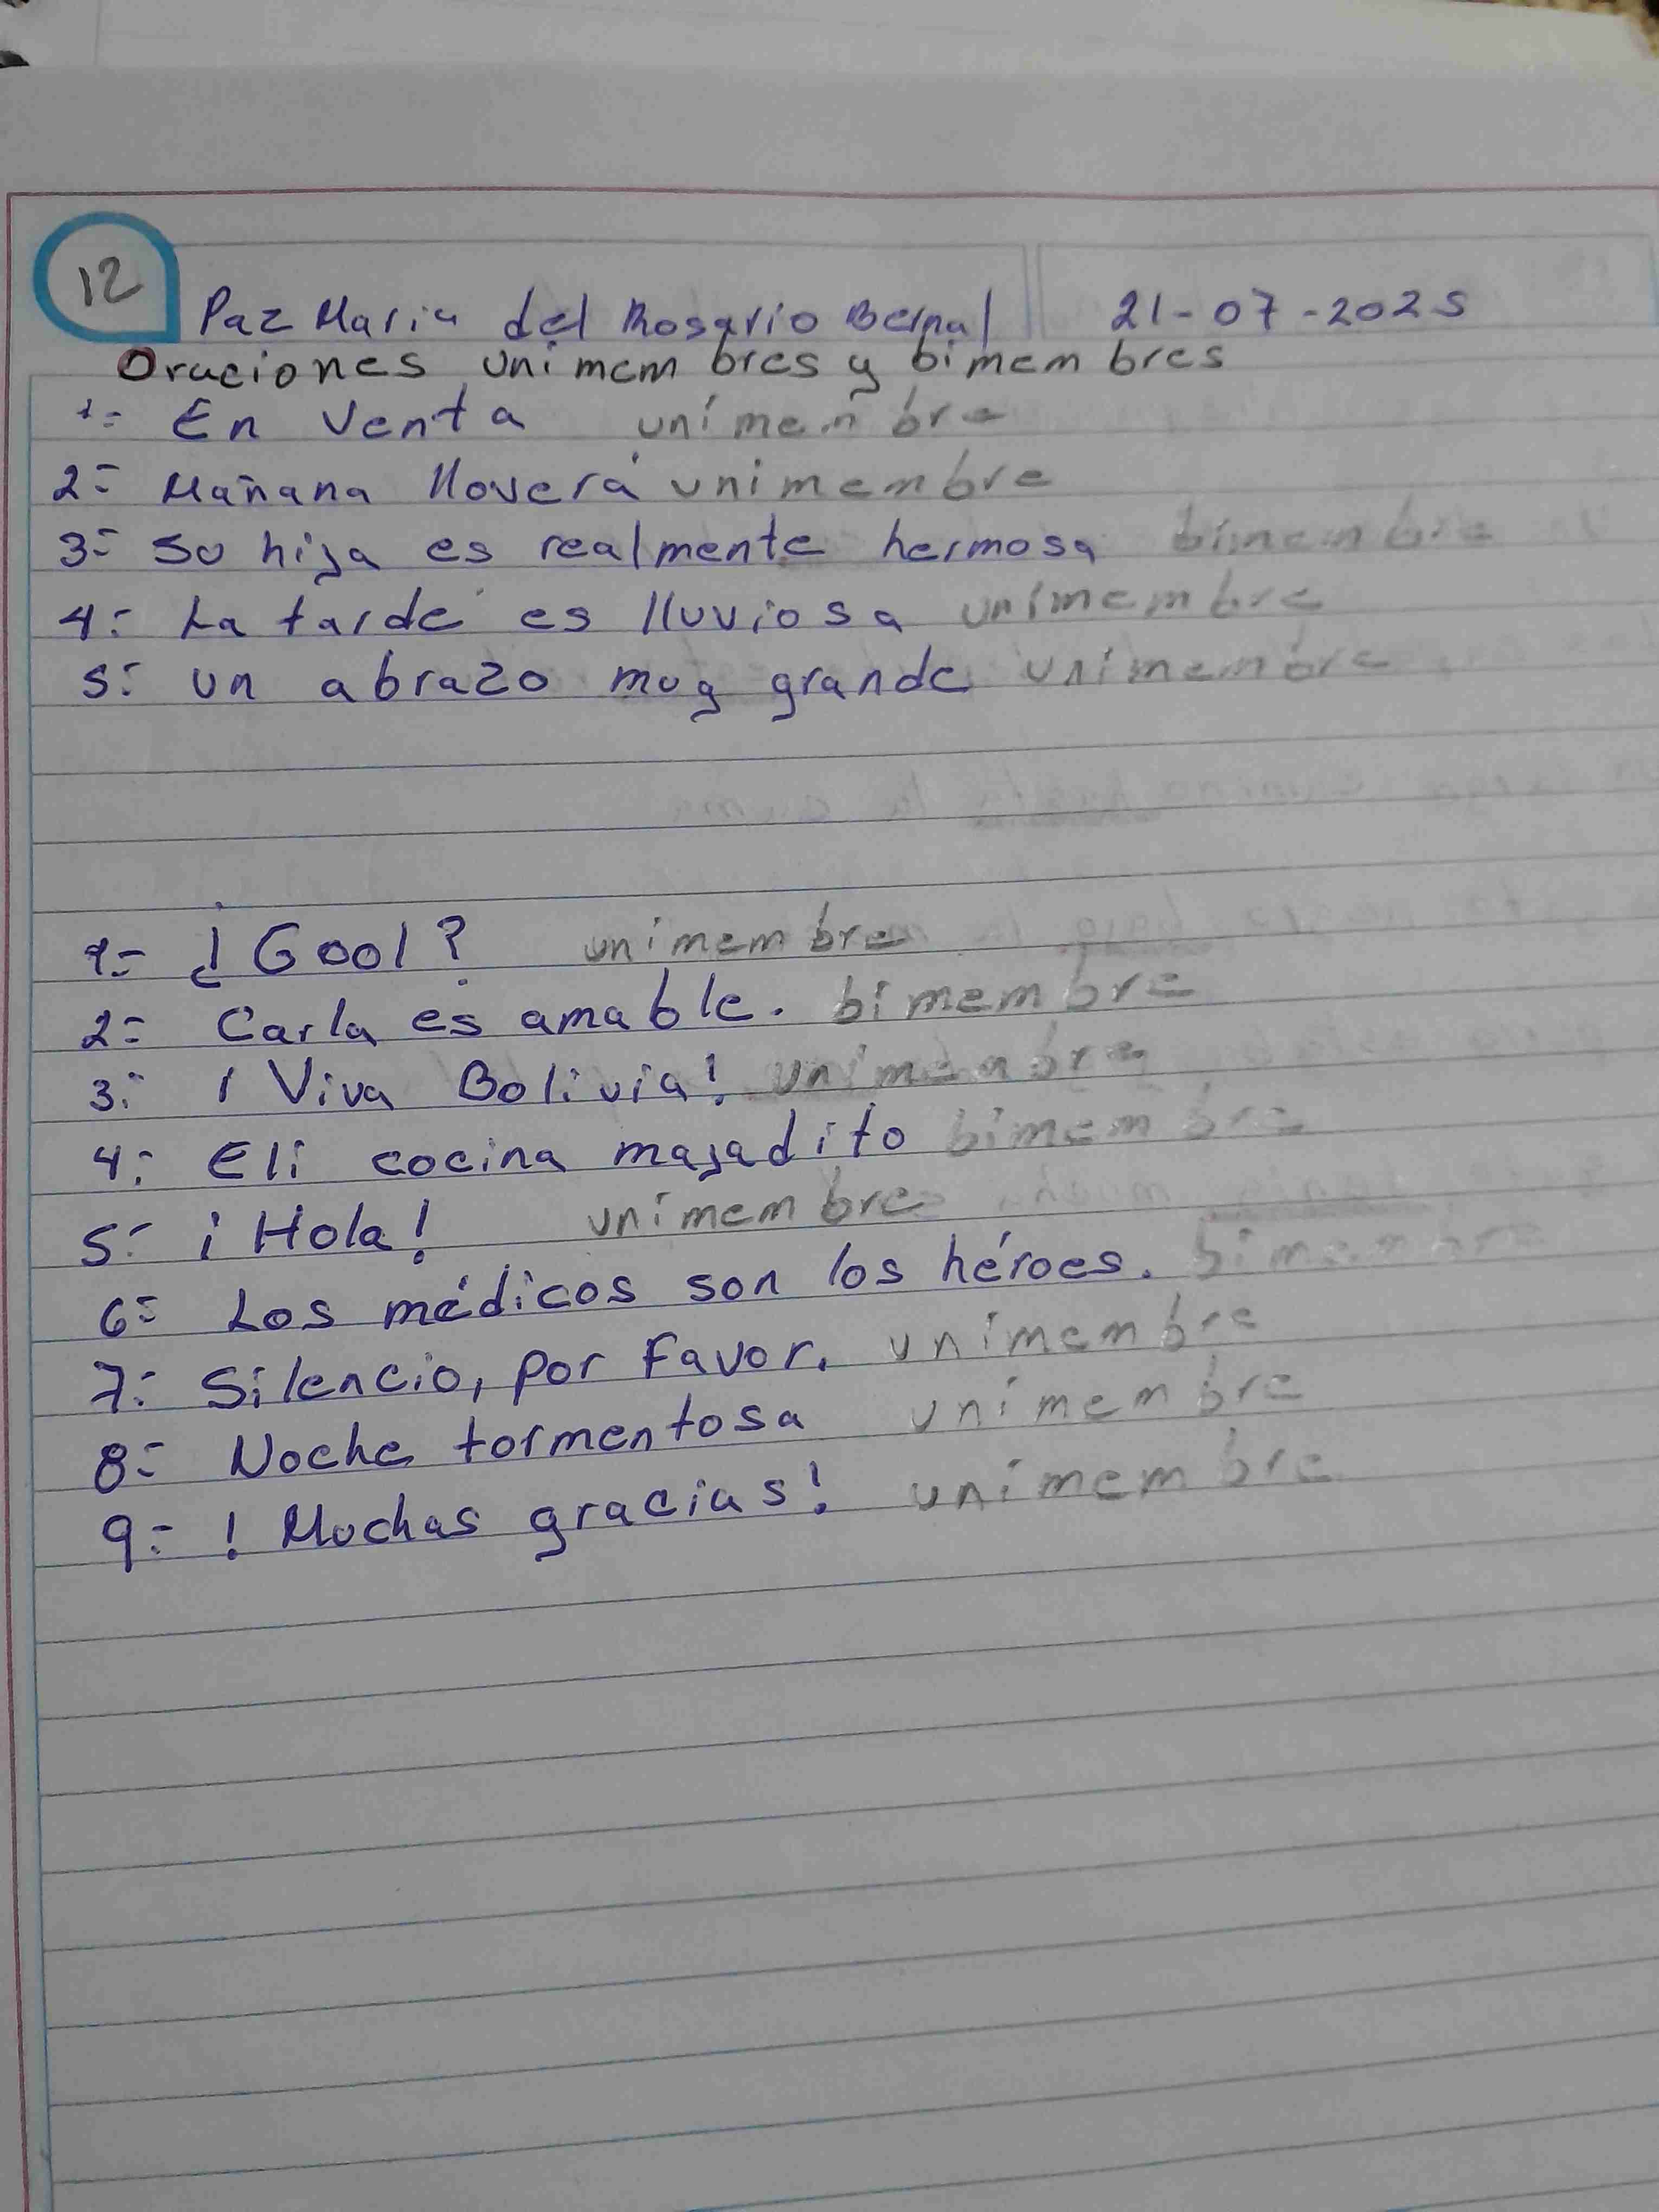 12
Paz Maria del Rosario Bernal 21-07-2025
Oraciones unimembres y bimembres
1= En Venta unimembre
2= Mañana lloverá unimembre
3= Su hija es realmente hermosa bimembre
4= La tarde es lluviosa unimembre
5= un abrazo muy grande unimembre
1= ¿Gool? unimembre
2= Carla es amable. bimembre
3= ¡Viva Bolivia! unimembre
4= Eli cocina majadito bimembre
5= ¡Hola! unimembre
6= Los médicos son los héroes. bimembre
7= Silencio, por Favor. unimembre
8= Noche tormentosa unimembre
9= !Muchas gracias! unimembre